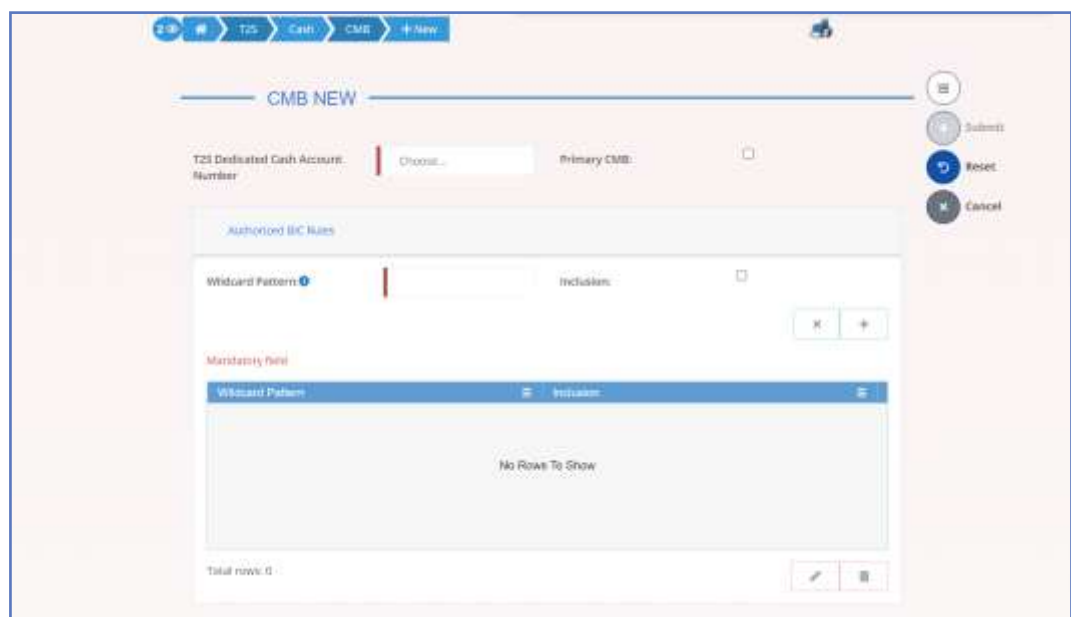 T2S Cash CMB + New
CMB NEW
Submit
T2S Dedicated Cash Account Number
Choose...
Primary CMB:
Reset
Cancel
Authorized BIC Rules
Wildcard Pattern:
Inclusion:
Mandatory field
Wildcard Pattern Inclusion
No Rows To Show
Total rows: 0